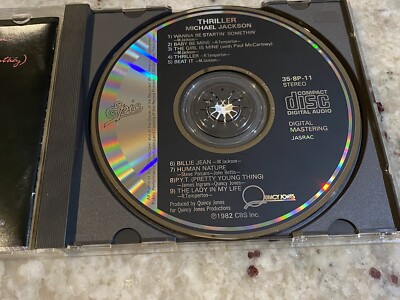 THRILLER
MICHAEL JACKSON
1) WANNA BE STARTIN' SOMETHIN'
—M.Jackson—
2) BABY BE MINE —R.Temperton—
3) THE GIRL IS MINE (with Paul McCartney)
—M.Jackson—
4) THRILLER —R.Temperton—
5) BEAT IT —M.Jackson—
Epic
35·8P-11
STEREO
COMPACT
disc
DIGITAL AUDIO
DIGITAL
MASTERING
JASRAC
6) BILLIE JEAN —M.Jackson—
7) HUMAN NATURE
—Steve Porcaro—John Bettis—
8) P.Y.T. (PRETTY YOUNG THING)
—James Ingram—Quincy Jones—
9) THE LADY IN MY LIFE
—R.Temperton—
Produced by Quincy Jones
for Quincy Jones Productions
QUINCY JONES
©1982 CBS Inc.